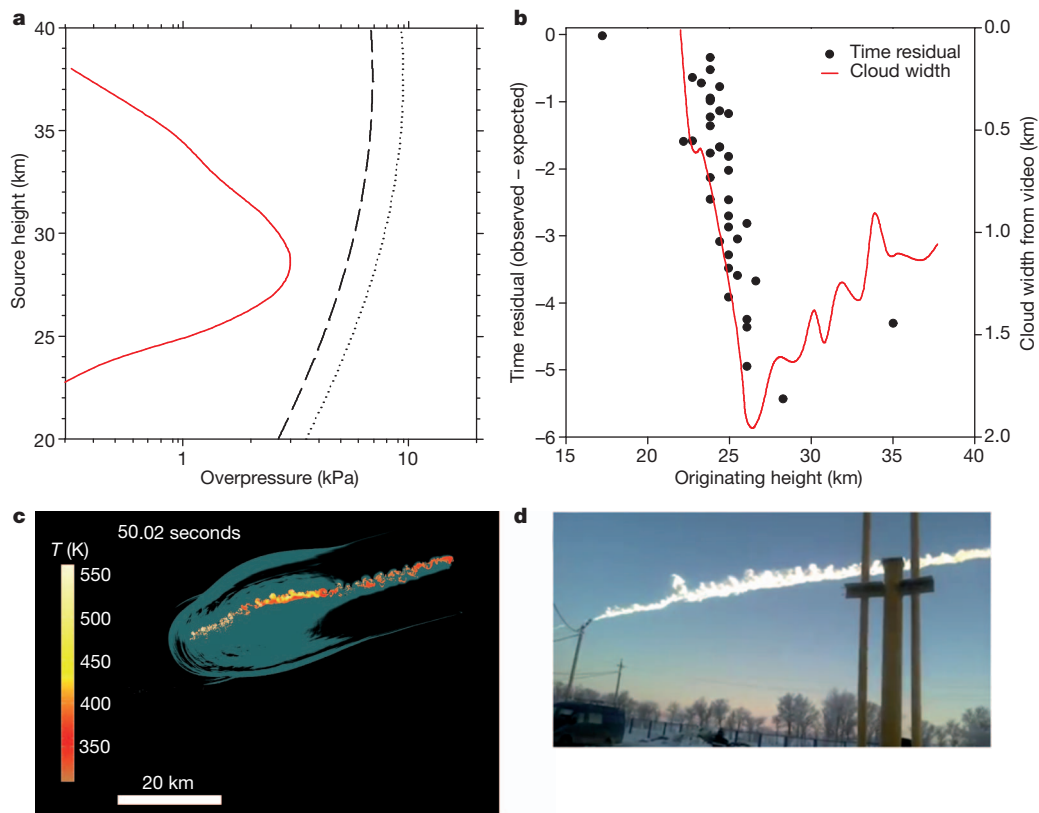 a
40
35
30
25
20
Source height (km)
1
10
Overpressure (kPa)
b
0
−1
−2
−3
−4
−5
−6
Time residual (observed – expected)
Time residual
Cloud width
0.0
0.5
1.0
1.5
2.0
Cloud width from video (km)
15
20
25
30
35
40
Originating height (km)
c
50.02 seconds
T (K)
550
500
450
400
350
20 km
d